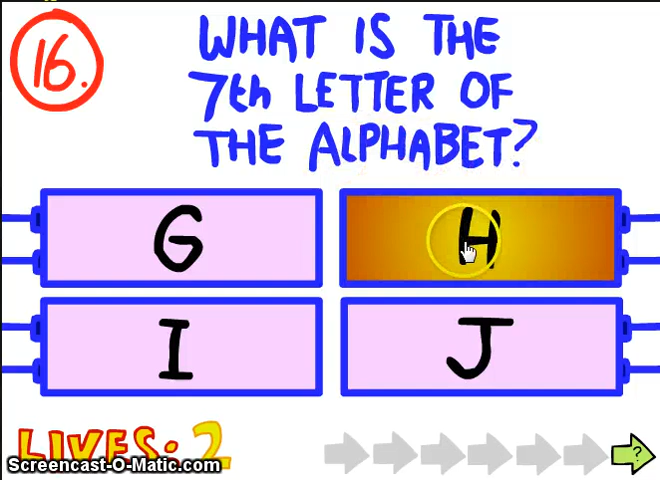 16.
WHAT IS THE
7th LETTER OF
THE ALPHABET?
G
H
I
J
LIVES: 2
?
Screencast-O-Matic.com